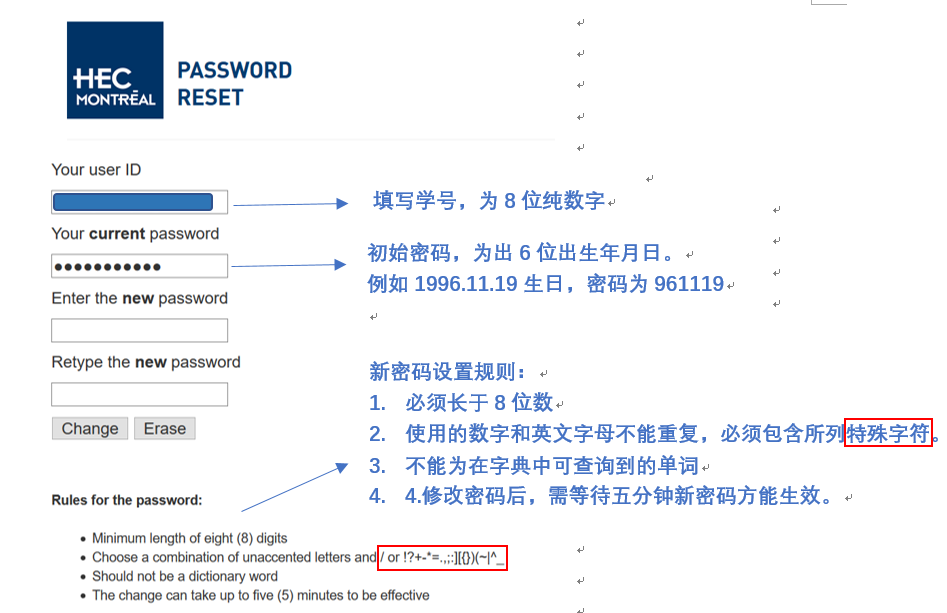 HEC
MONTRĒAL
PASSWORD
RESET
Your user ID
填写学号，为 8 位纯数字
Your current password
初始密码，为出 6 位出生年月日。
例如 1996.11.19 生日，密码为 961119
Enter the new password
Retype the new password
新密码设置规则：
1. 必须长于 8 位数
2. 使用的数字和英文字母不能重复，必须包含所列特殊字符。
3. 不能为在字典中可查询到的单词
4. 4.修改密码后，需等待五分钟新密码方能生效。
Change Erase
Rules for the password:
• Minimum length of eight (8) digits
• Choose a combination of unaccented letters and / or !?+-*=.,;:][{})(~|^_
• Should not be a dictionary word
• The change can take up to five (5) minutes to be effective